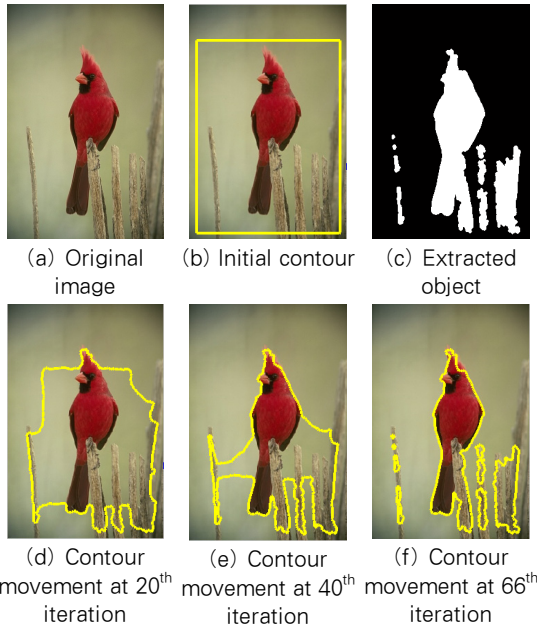 (a) Original
image
(b) Initial contour
(c) Extracted
object
(d) Contour
movement at 20th
iteration
(e) Contour
movement at 40th
iteration
(f) Contour
movement at 66th
iteration